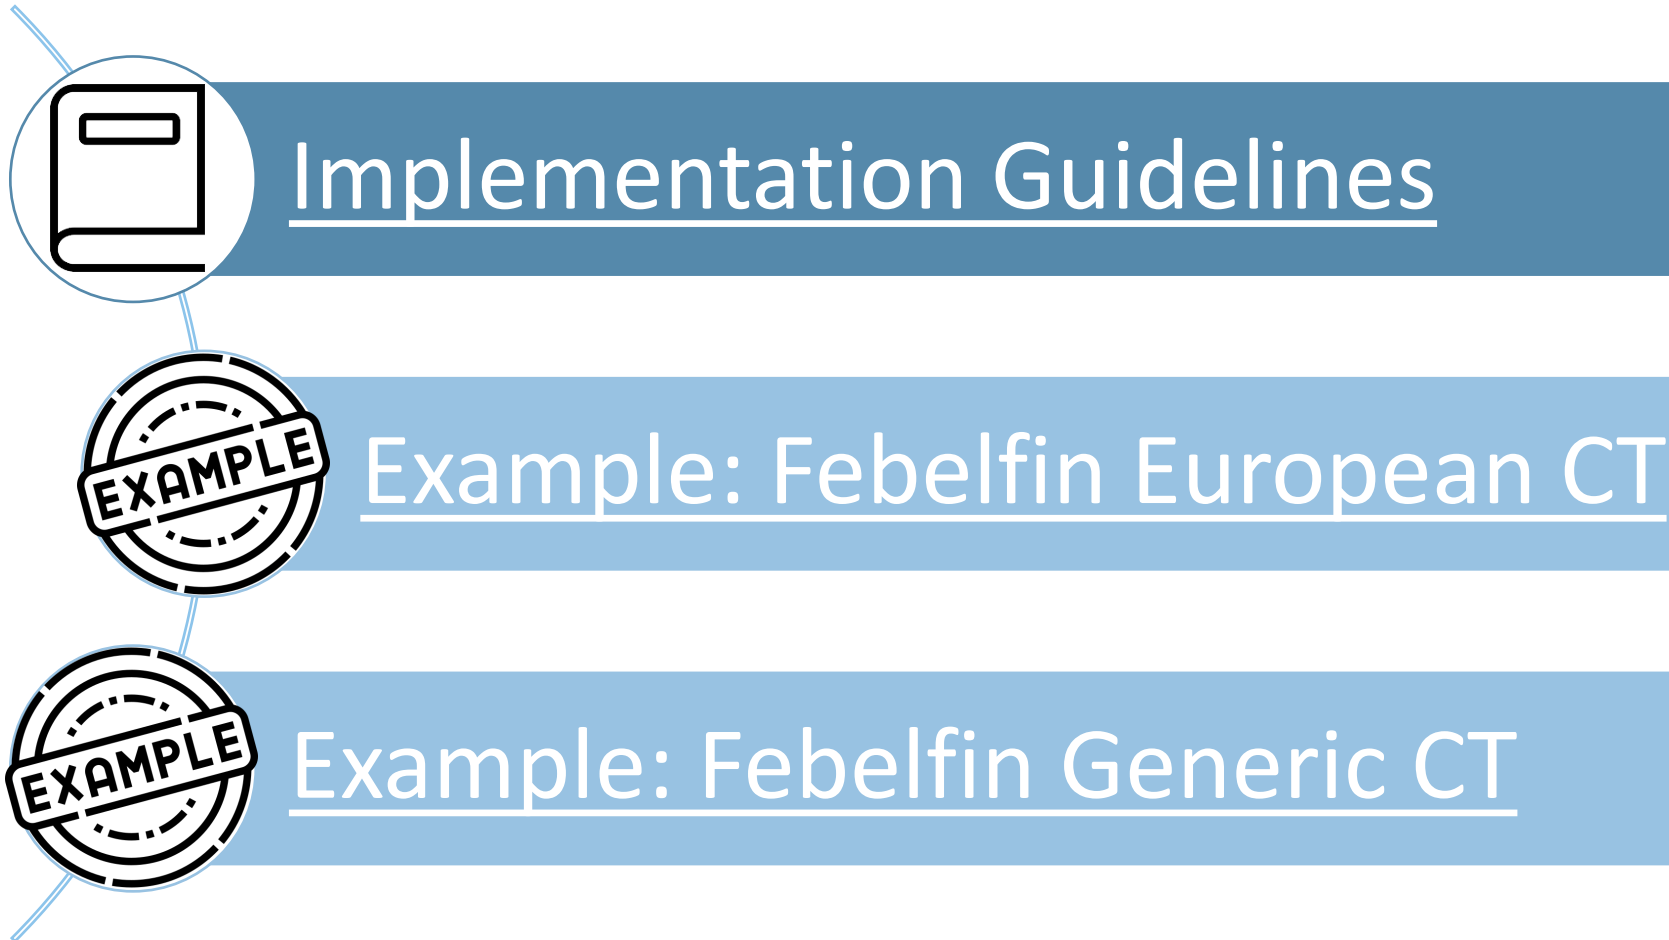 Implementation Guidelines
EXAMPLE
Example: Febelfin European CT
EXAMPLE
Example: Febelfin Generic CT